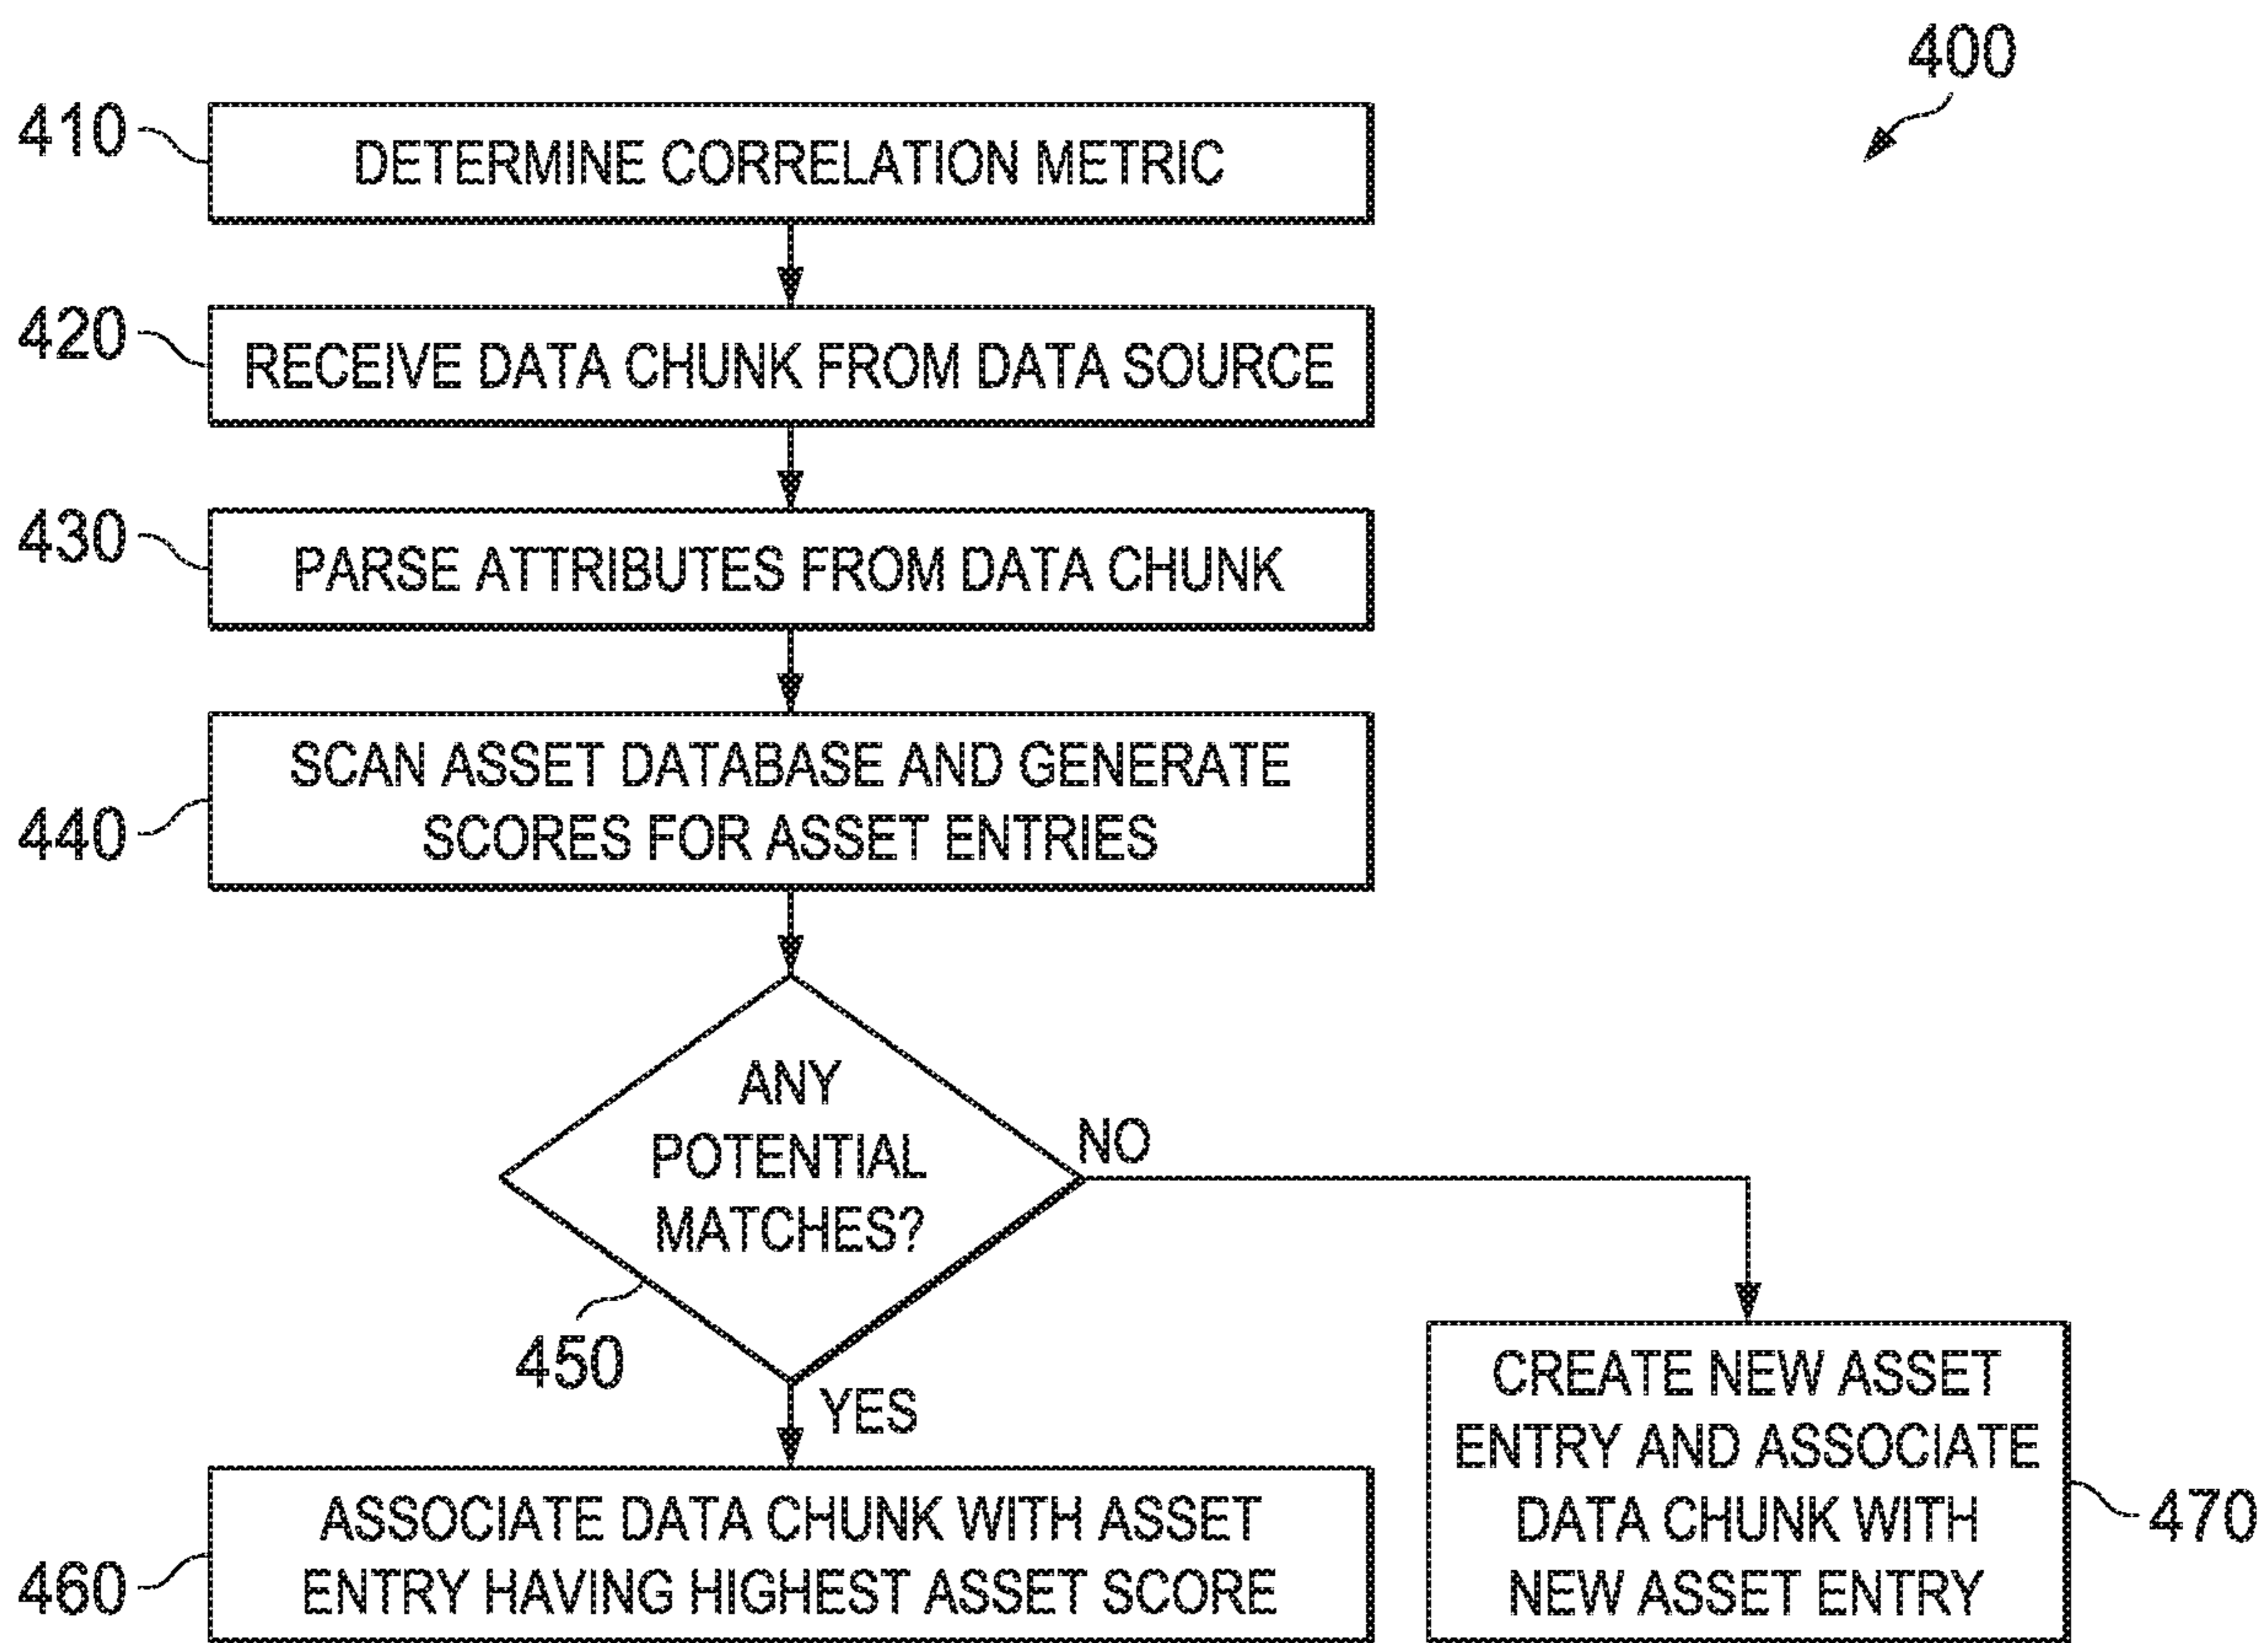 400
410
DETERMINE CORRELATION METRIC
420
RECEIVE DATA CHUNK FROM DATA SOURCE
430
PARSE ATTRIBUTES FROM DATA CHUNK
440
SCAN ASSET DATABASE AND GENERATE
SCORES FOR ASSET ENTRIES
ANY
POTENTIAL
MATCHES?
450
NO
YES
460
ASSOCIATE DATA CHUNK WITH ASSET
ENTRY HAVING HIGHEST ASSET SCORE
CREATE NEW ASSET
ENTRY AND ASSOCIATE
DATA CHUNK WITH
NEW ASSET ENTRY
470